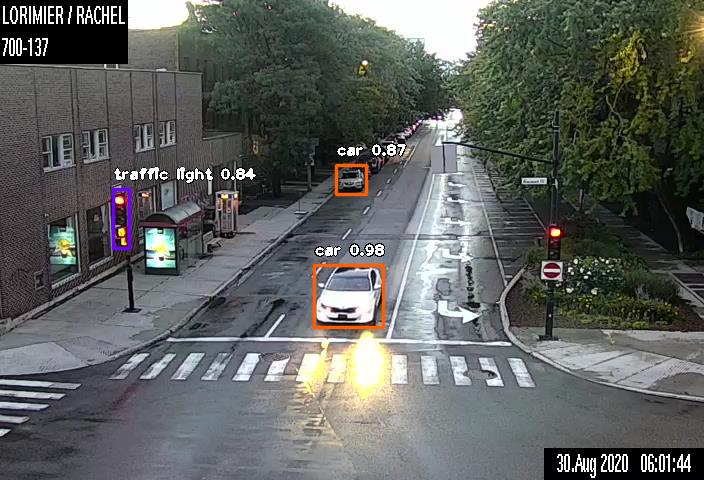 LORIMIER / RACHEL
700-137
car 0.87
traffic light 0.84
car 0.98
30.Aug 2020 06:01:44